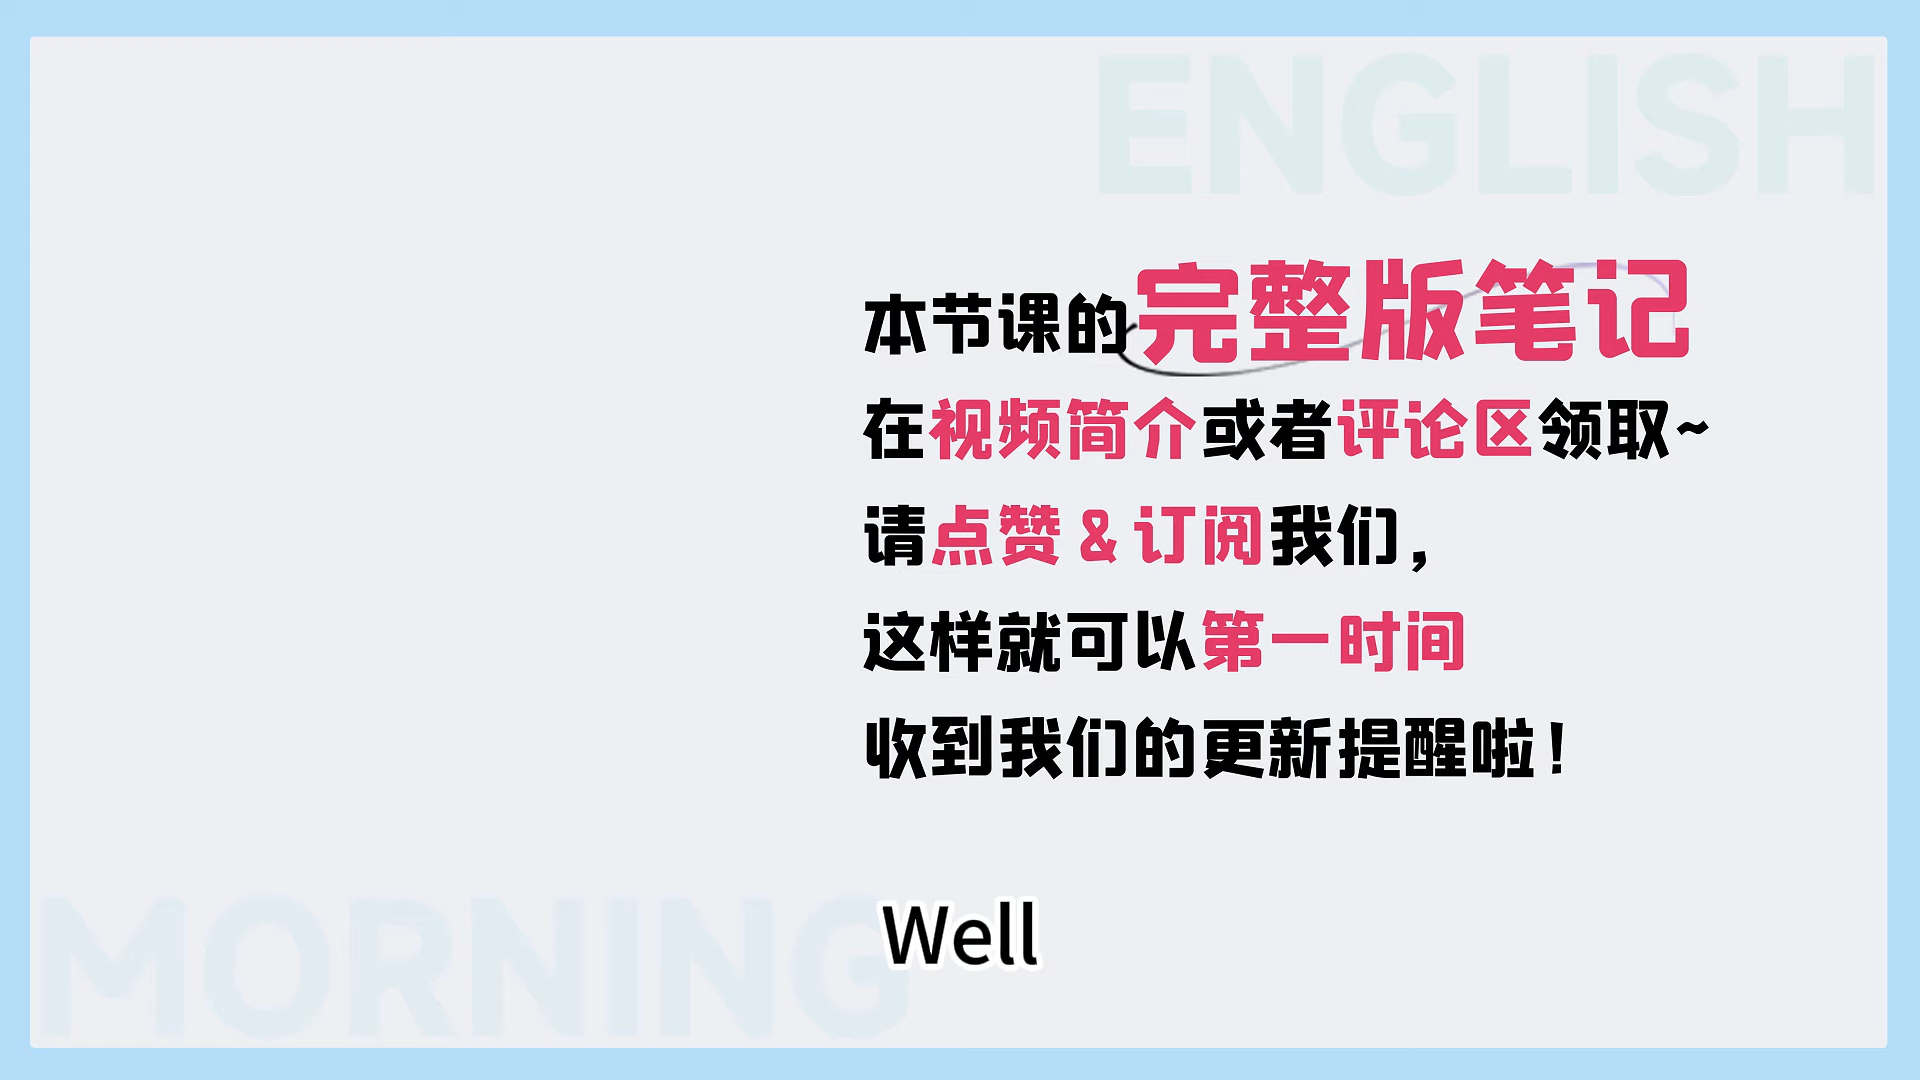 ENGLISH
本节课的完整版笔记
在视频简介或者评论区领取~
请点赞&订阅我们，
这样就可以第一时间
收到我们的更新提醒啦！
Well
MORNING